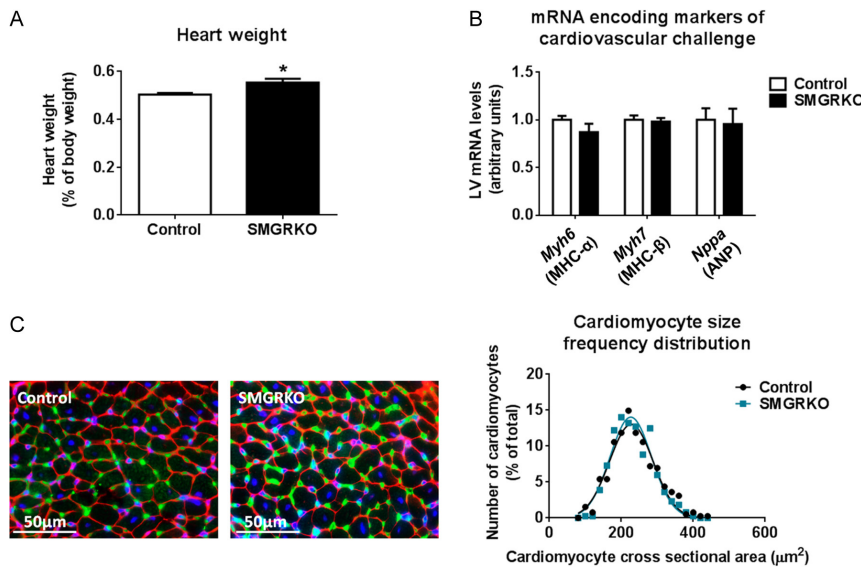 A
Heart weight
Heart weight
(% of body weight)
0.6
0.4
0.2
0.0
*
Control
SMGRKO
B
mRNA encoding markers of
cardiovascular challenge
LV mRNA levels
(arbitrary units)
1.5
1.0
0.5
0.0
Control
SMGRKO
Myh6
(MHC-α)
Myh7
(MHC-β)
Nppa
(ANP)
C
Control
50μm
SMGRKO
50μm
Cardiomyocyte size
frequency distribution
Number of cardiomyocytes
(% of total)
20
15
10
5
0
Control
SMGRKO
0
200
400
600
Cardiomyocyte cross sectional area (μm²)